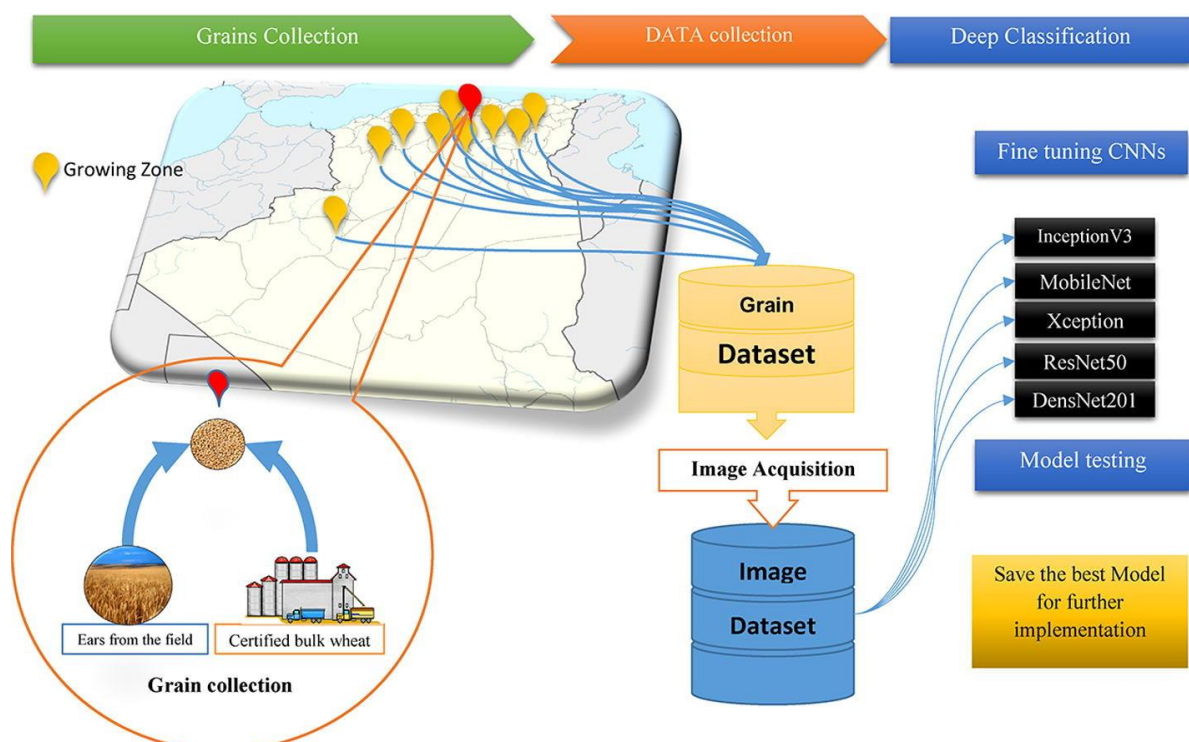 Grains Collection
DATA collection
Deep Classification
Growing Zone
Fine tuning CNNs
InceptionV3
MobileNet
Xception
ResNet50
DensNet201
Grain
Dataset
Image Acquisition
Model testing
Image
Dataset
Save the best Model
for further
implementation
Ears from the field
Certified bulk wheat
Grain collection